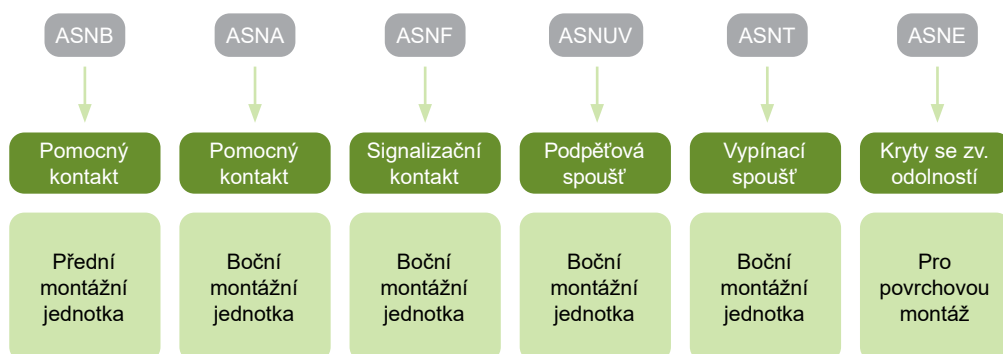 ASNB
ASNA
ASNF
ASNUV
ASNT
ASNE
Pomocný
kontakt
Pomocný
kontakt
Signalizační
kontakt
Podpěťová
spoušť
Vypínací
spoušť
Kryty se zv.
odolností
Přední
montážní
jednotka
Boční
montážní
jednotka
Boční
montážní
jednotka
Boční
montážní
jednotka
Boční
montážní
jednotka
Pro
povrchovou
montáž